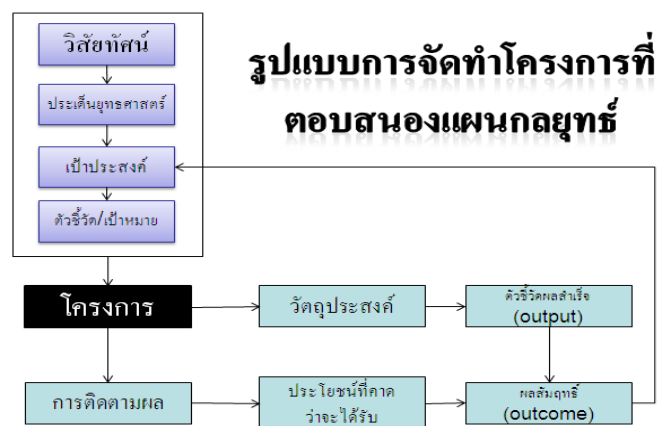 รูปแบบการจัดทำโครงการที่
ตอบสนองแผนกลยุทธ์
วิสัยทัศน์
ประเด็นยุทธศาสตร์
เป้าประสงค์
ตัวชี้วัด/เป้าหมาย
โครงการ
วัตถุประสงค์
ตัวชี้วัดผลสำเร็จ
(output)
การติดตามผล
ประโยชน์ที่คาด
ว่าจะได้รับ
ผลสัมฤทธิ์
(outcome)